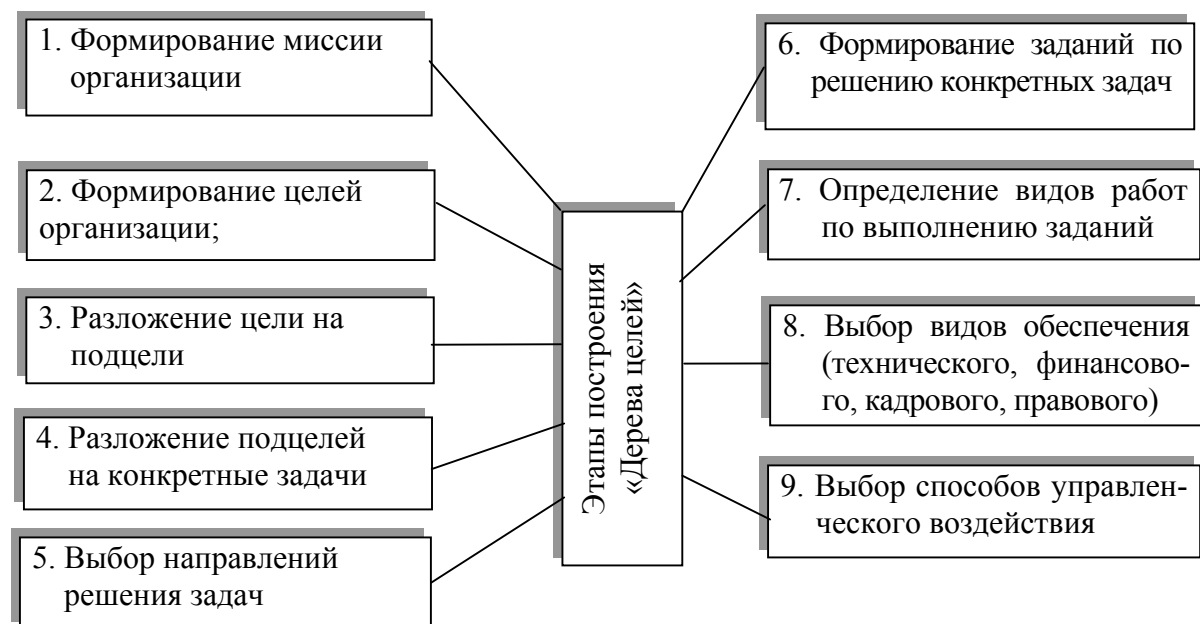 1. Формирование миссии
организации
2. Формирование целей
организации;
3. Разложение цели на
подцели
4. Разложение подцелей
на конкретные задачи
5. Выбор направлений
решения задач
Этапы построения
«Дерева целей»
6. Формирование заданий по
решению конкретных задач
7. Определение видов работ
по выполнению заданий
8. Выбор видов обеспечения
(технического, финансово-
го, кадрового, правового)
9. Выбор способов управлен-
ческого воздействия